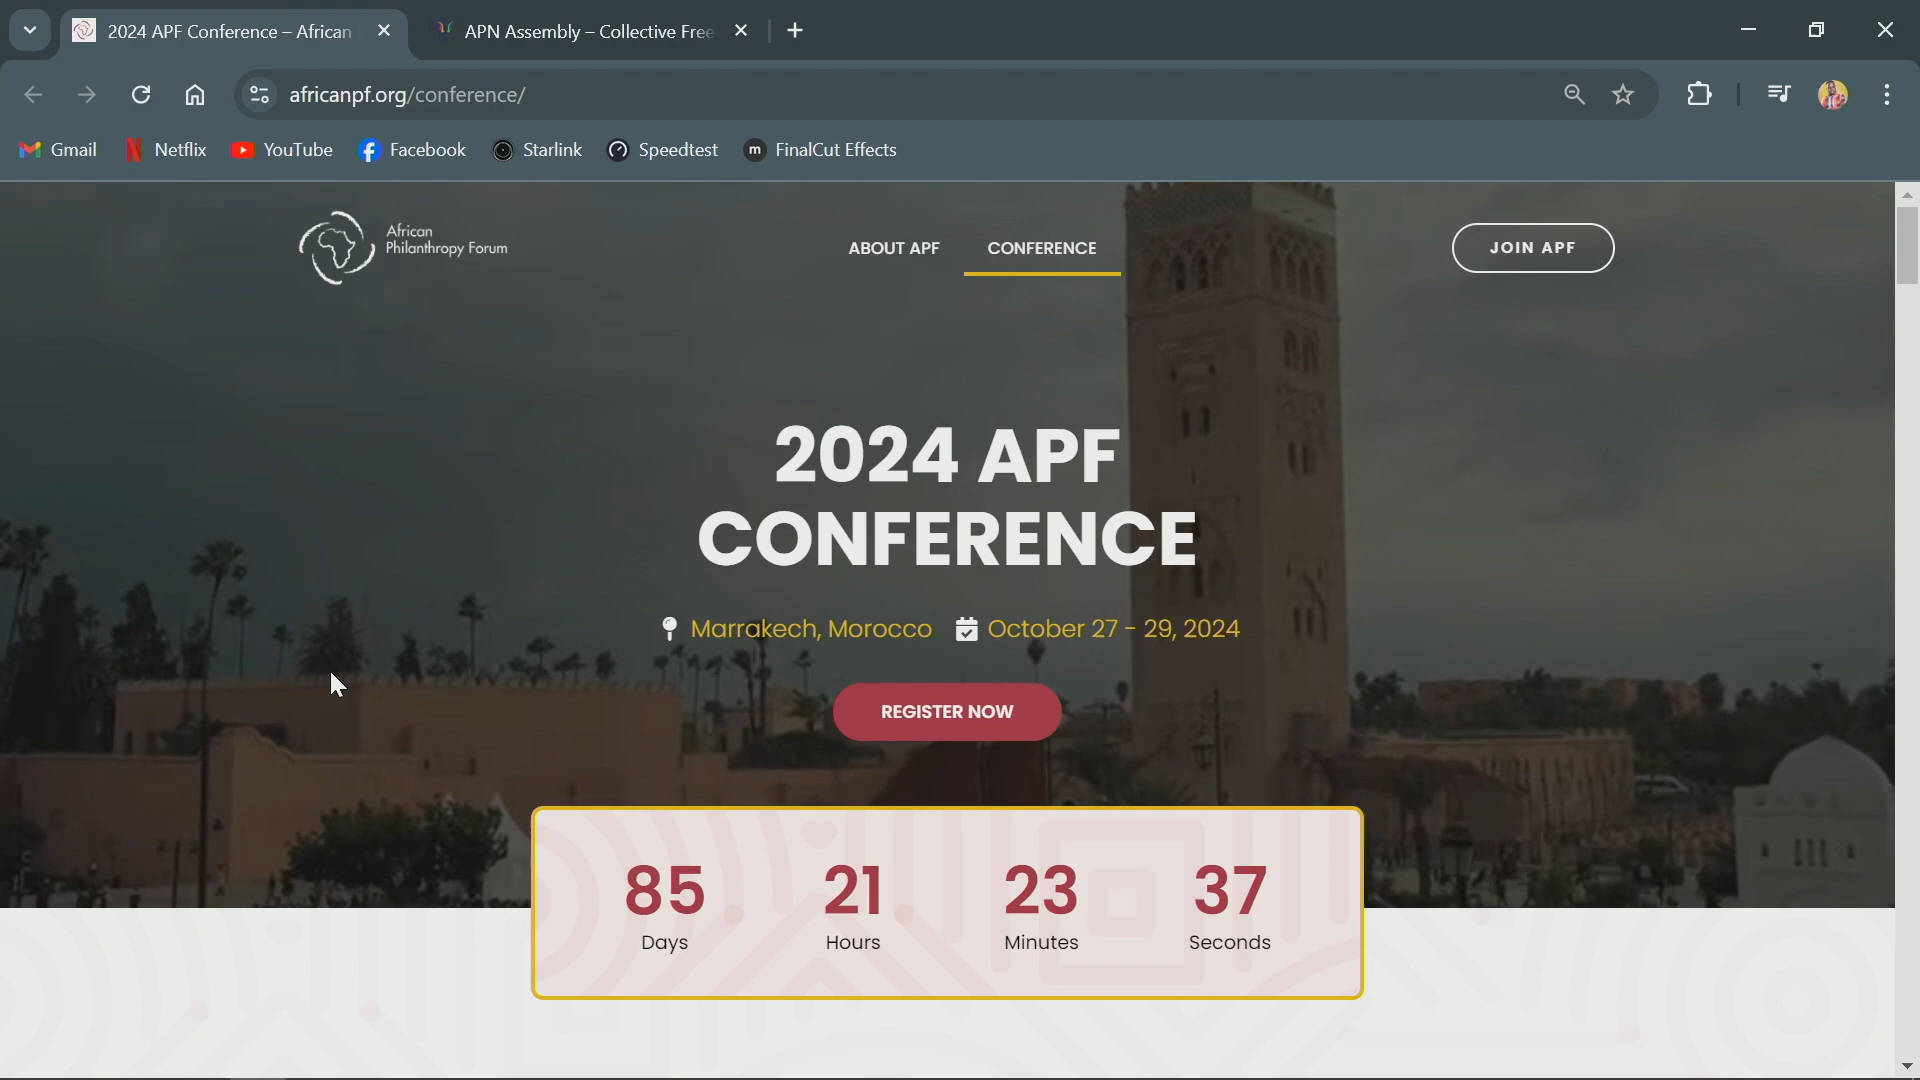 2024 APF Conference – African
APN Assembly – Collective Free
africanpf.org/conference/
Gmail
Netflix
YouTube
Facebook
Starlink
Speedtest
m
FinalCut Effects
African
Philanthropy Forum
ABOUT APF
CONFERENCE
JOIN APF
2024 APF
CONFERENCE
Marrakech, Morocco
October 27 - 29, 2024
REGISTER NOW
85 21 23 37
Days Hours Minutes Seconds